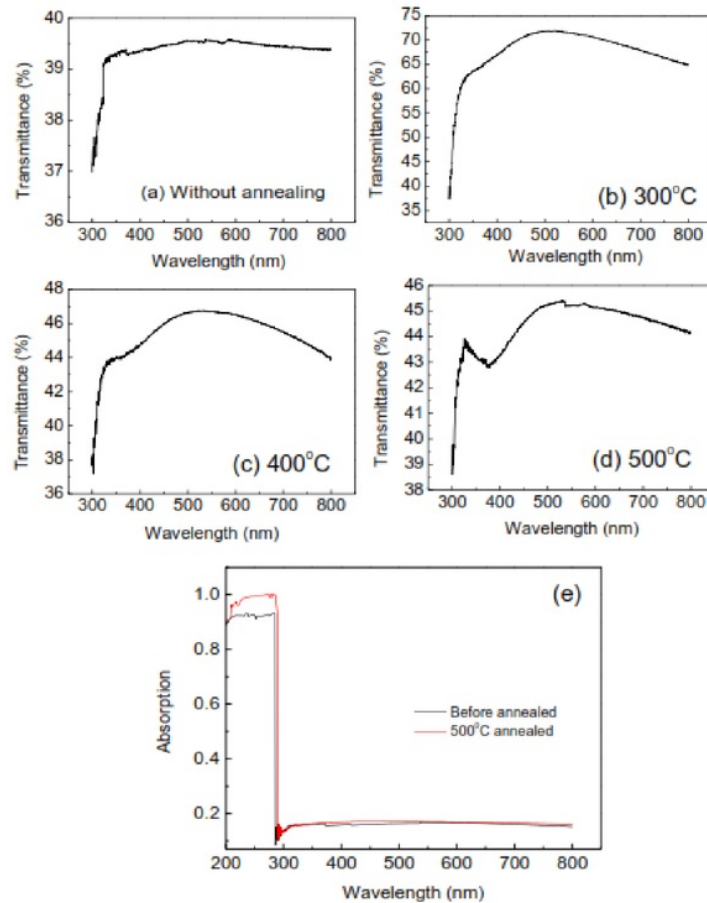 40
39
38
37
36
Transmittance (%)
(a) Without annealing
300 400 500 600 700 800
Wavelength (nm)
75
70
65
60
55
50
45
40
35
Transmittance (%)
(b) 300°C
300 400 500 600 700 800
Wavelength (nm)
48
46
44
42
40
38
36
Transmittance (%)
(c) 400°C
300 400 500 600 700 800
Wavelength (nm)
46
45
44
43
42
41
40
39
38
Transmittance (%)
(d) 500°C
300 400 500 600 700 800
Wavelength (nm)
1.0
0.8
0.6
0.4
0.2
Absorption
(e)
Before annealed
500°C annealed
200 300 400 500 600 700 800
Wavelength (nm)